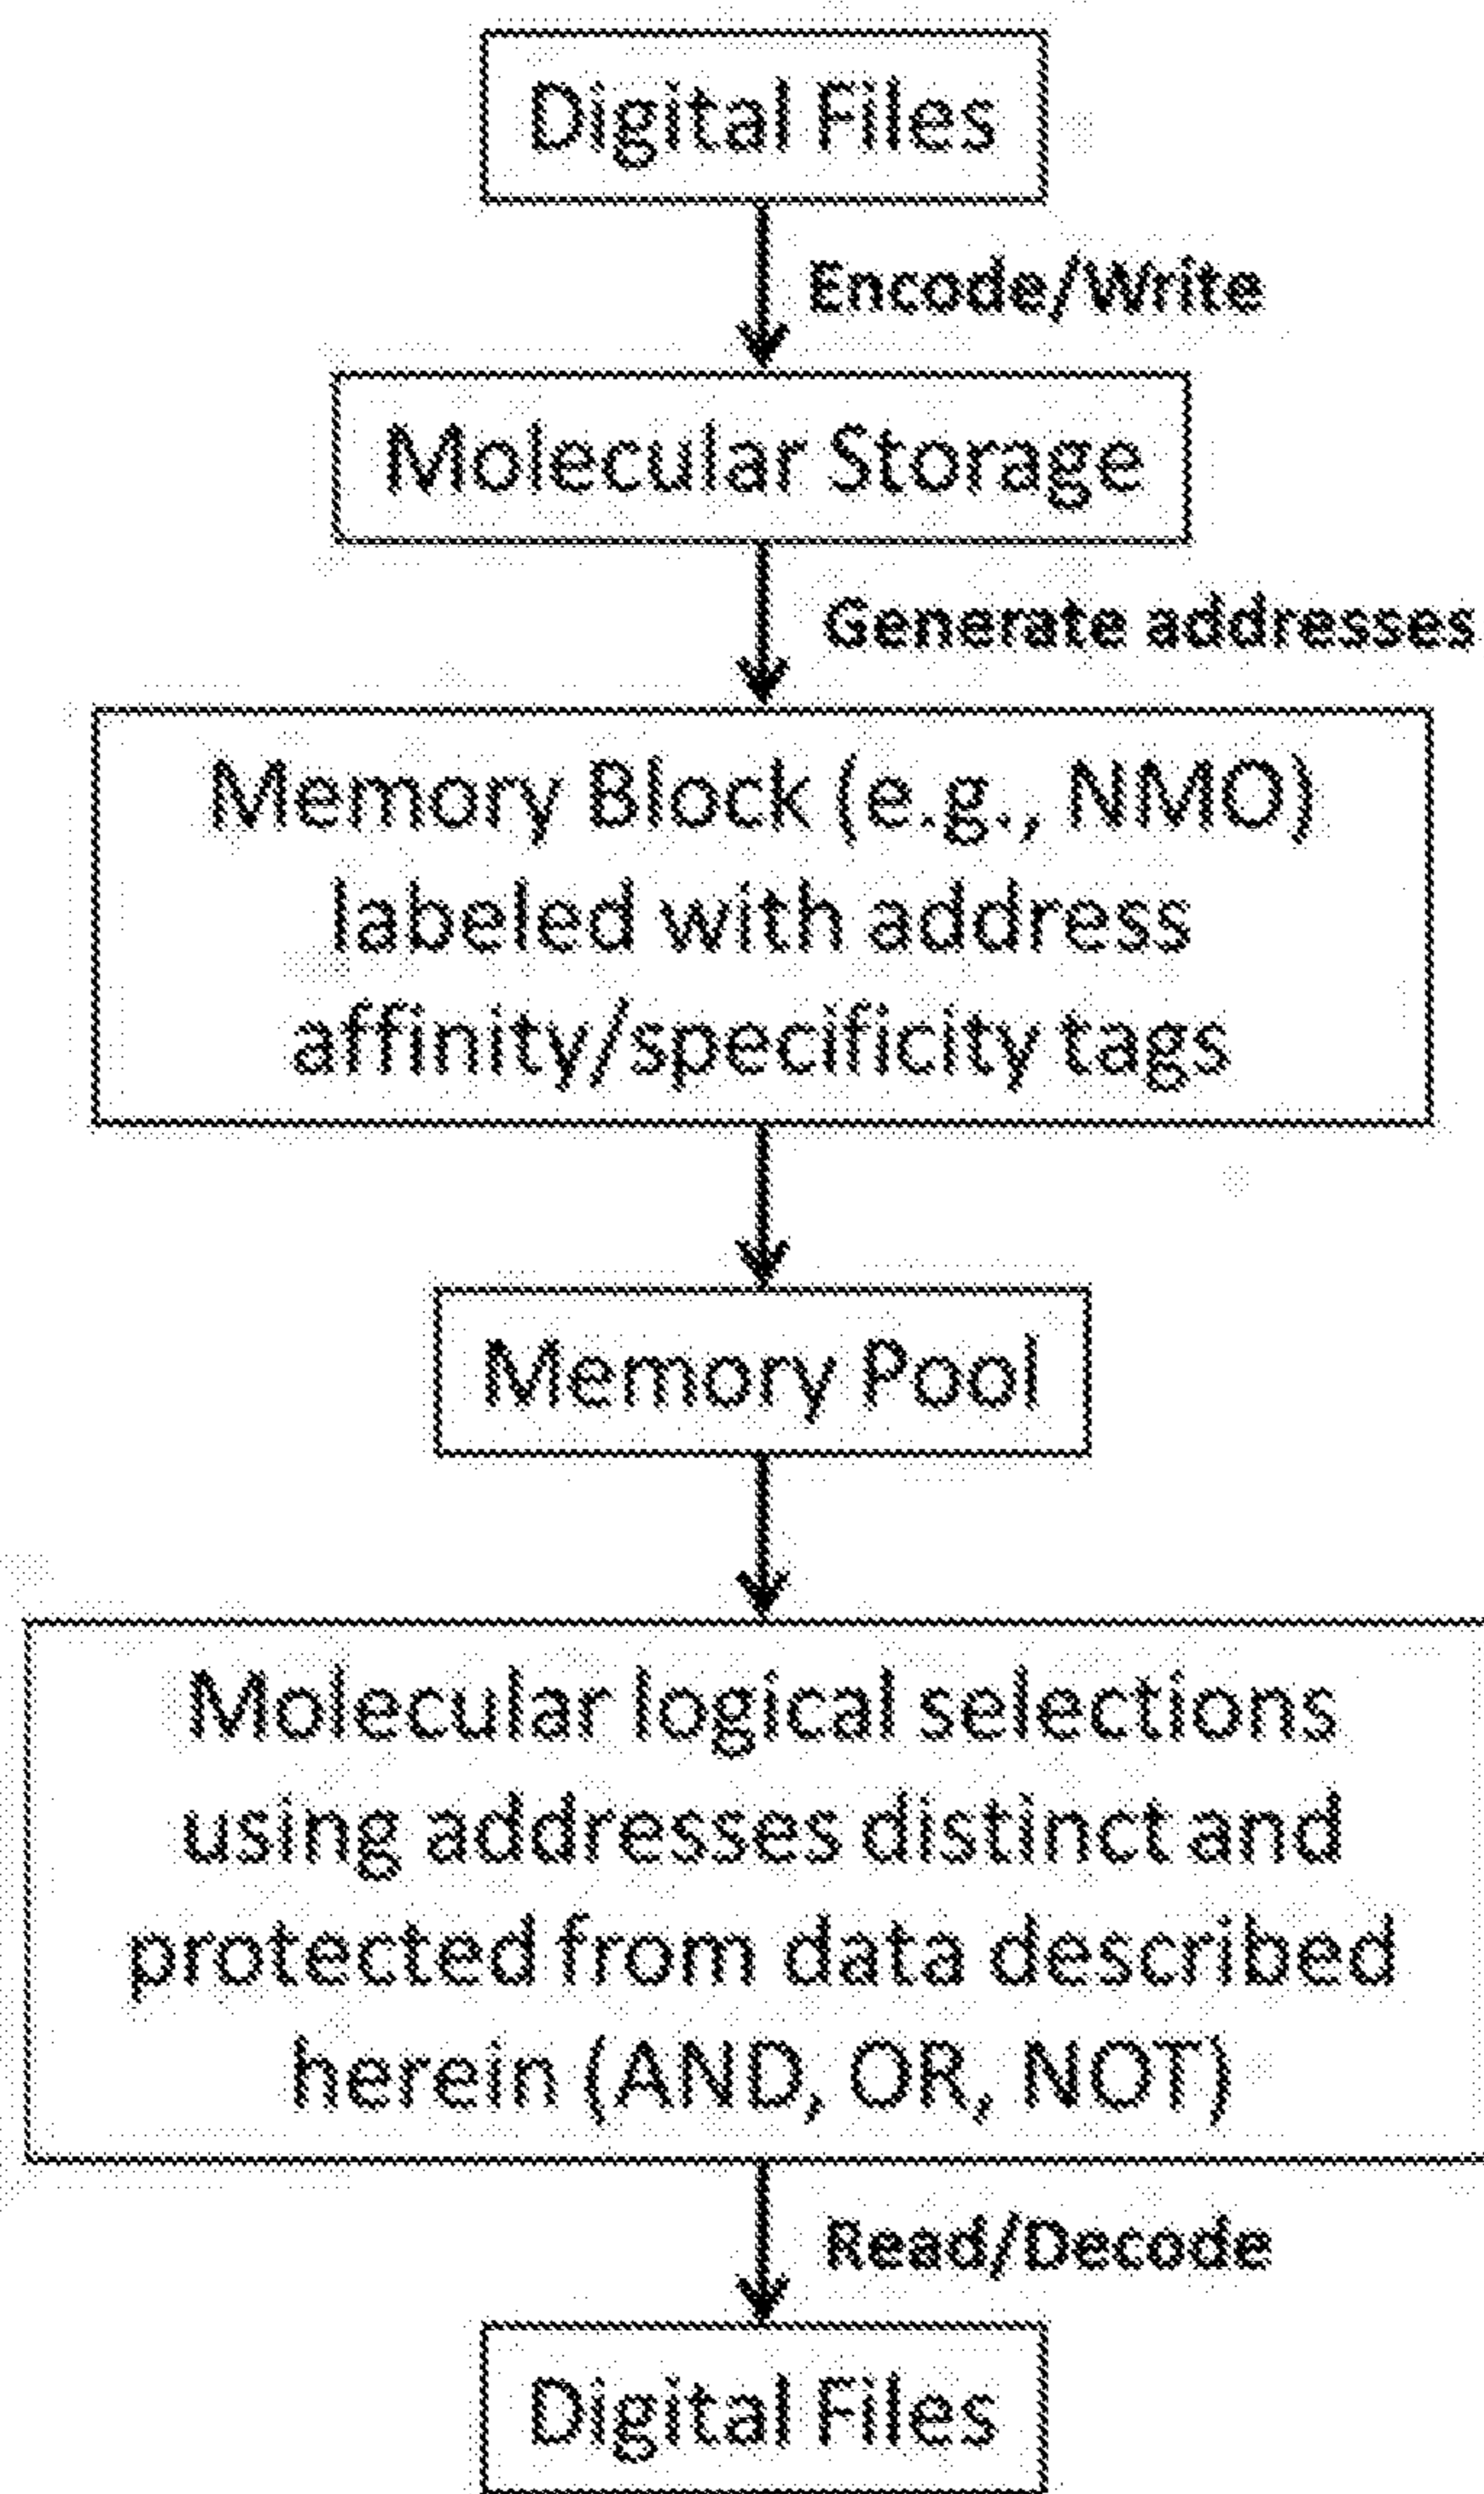 Digital Files
Encode/Write
Molecular Storage
Generate addresses
Memory Block (e.g., NMO)
labeled with address
affinity/specificity tags
Memory Pool
Molecular logical selections
using addresses distinct and
protected from data described
herein (AND, OR, NOT)
Read/Decode
Digital Files